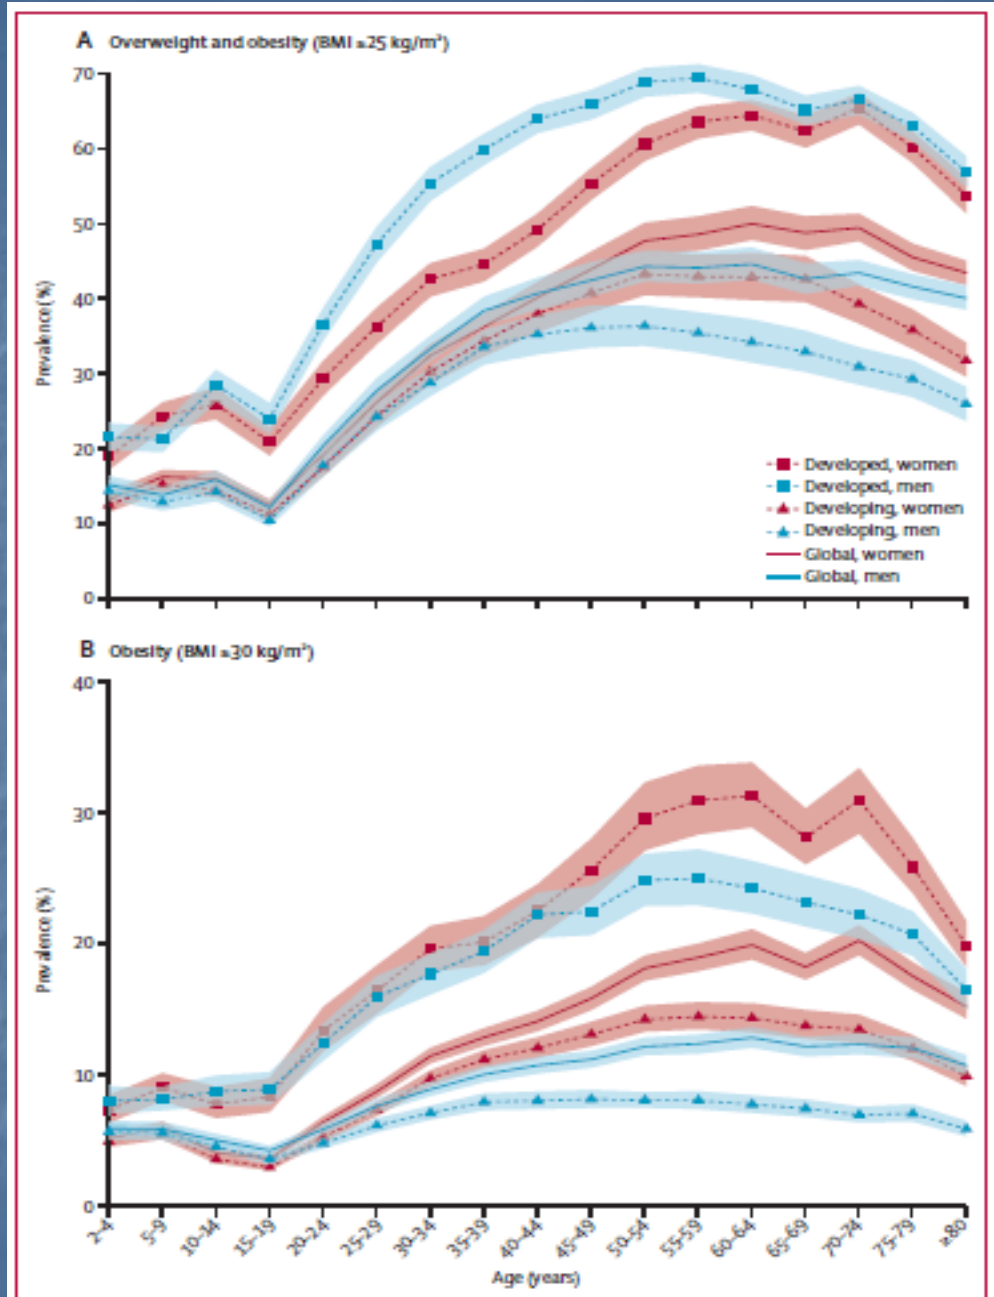 A Overweight and obesity (BMI ≥25 kg/m²)
Prevalence (%)
70
60
50
40
30
20
10
0
Developed, women
Developed, men
Developing, women
Developing, men
Global, women
Global, men
B Obesity (BMI ≥30 kg/m²)
Prevalence (%)
40
30
20
10
0
2–4
5–9
10–14
15–19
20–24
25–29
30–34
35–39
40–44
45–49
50–54
55–59
60–64
65–69
70–74
75–79
≥80
Age (years)